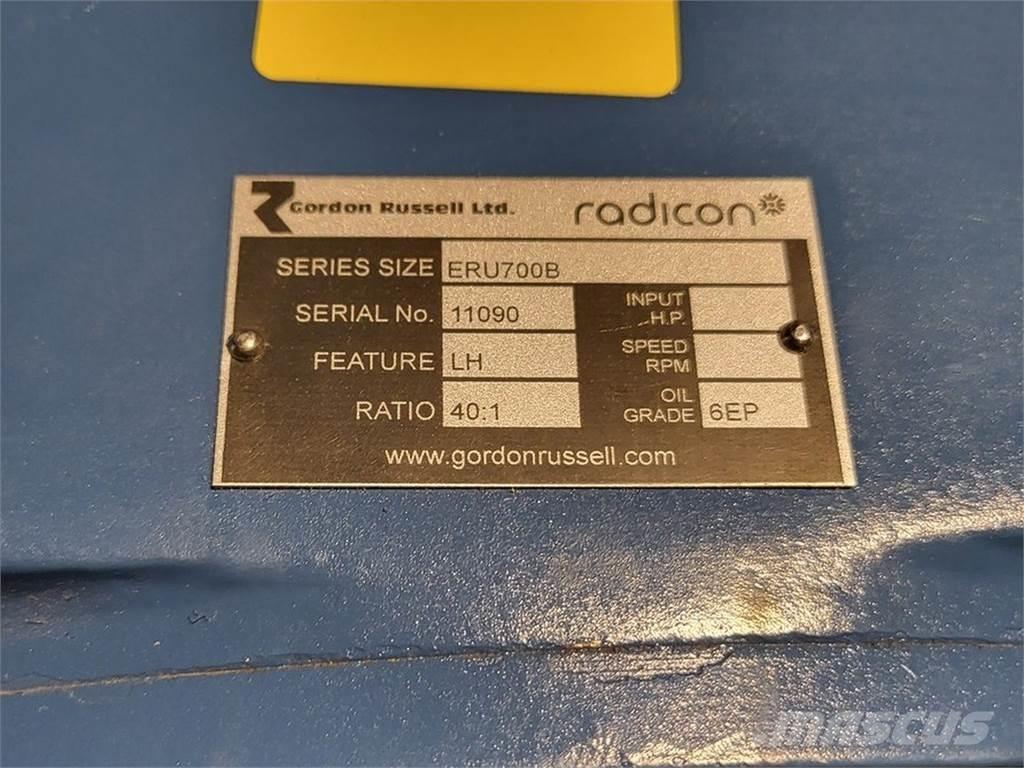 Gordon Russell Ltd. radicon
SERIES SIZE ERU700B
SERIAL No. 11090 INPUT H.P.
FEATURE LH SPEED RPM
RATIO 40:1 OIL GRADE 6EP
www.gordonrussell.com
mascus